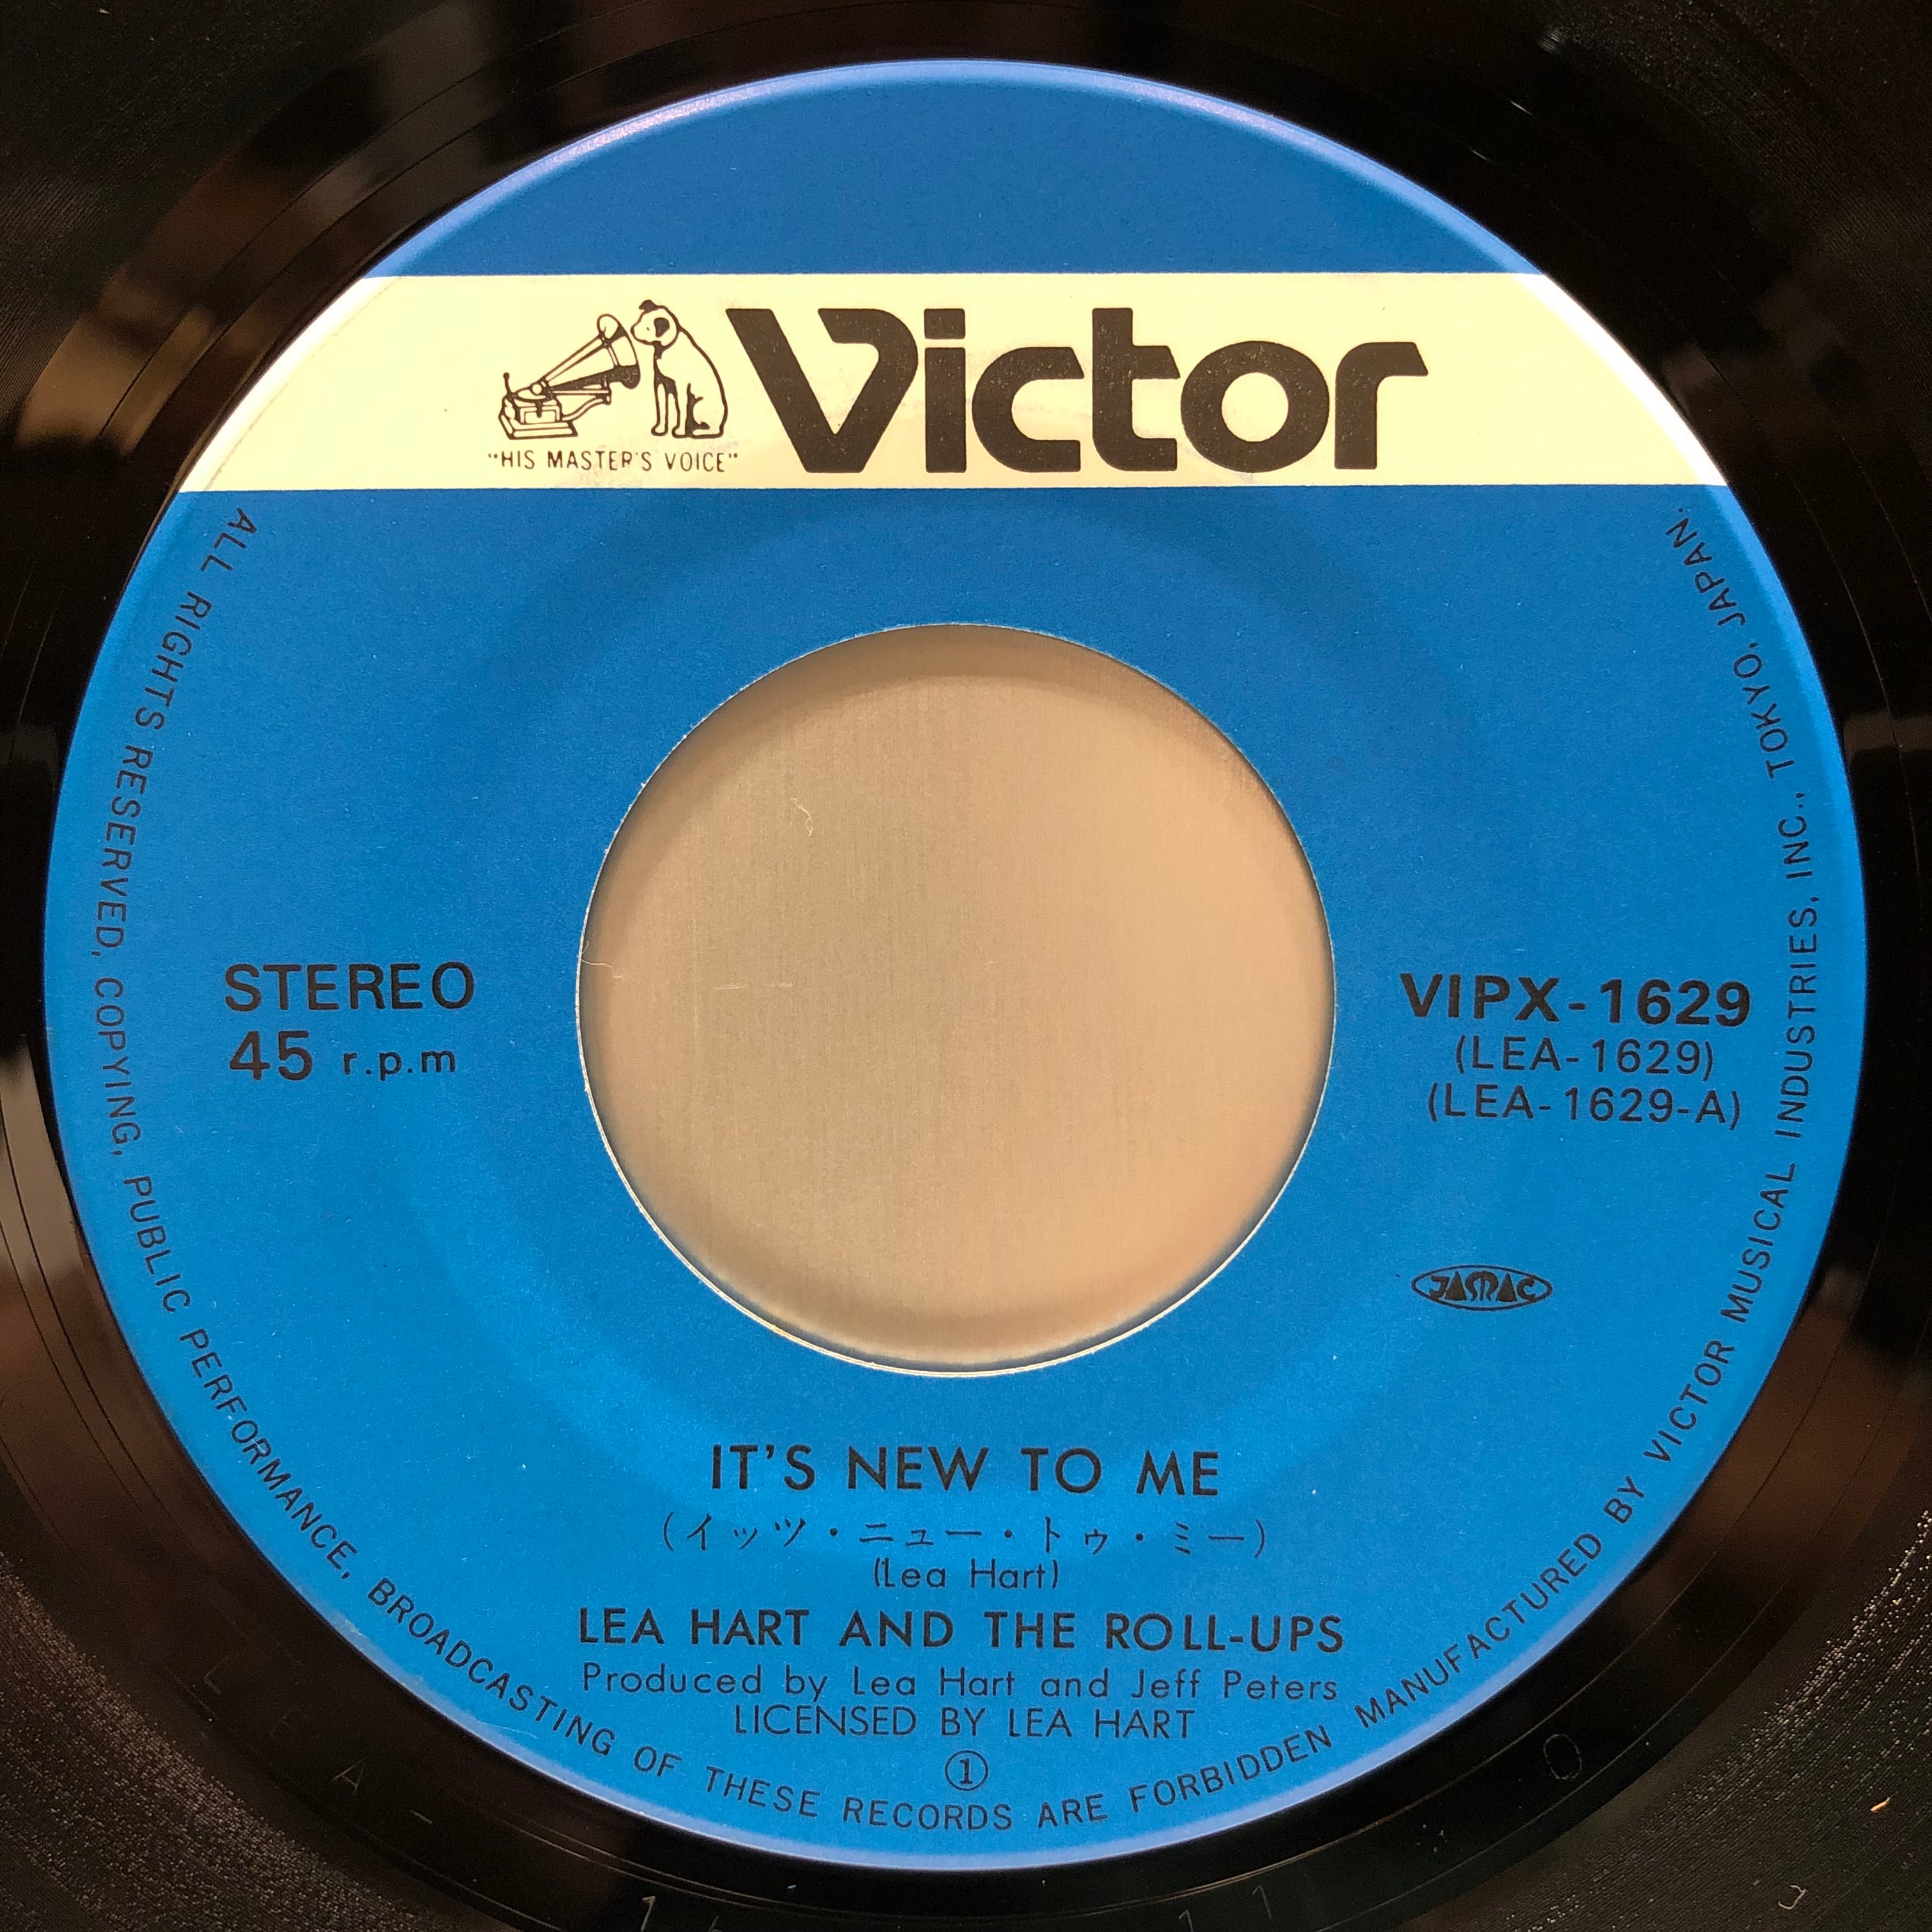 "HIS MASTER'S VOICE"
Victor
STEREO
45 r.p.m
VIPX-1629
(LEA-1629)
(LEA-1629-A)
JASRAC
IT'S NEW TO ME
(イッツ・ニュー・トゥ・ミー)
(Lea Hart)
LEA HART AND THE ROLL-UPS
Produced by Lea Hart and Jeff Peters
LICENSED BY LEA HART
①
ALL RIGHTS RESERVED, COPYING, PUBLIC PERFORMANCE, BROADCASTING OF THESE RECORDS ARE FORBIDDEN MANUFACTURED BY VICTOR MUSICAL INDUSTRIES, INC., TOKYO, JAPAN.